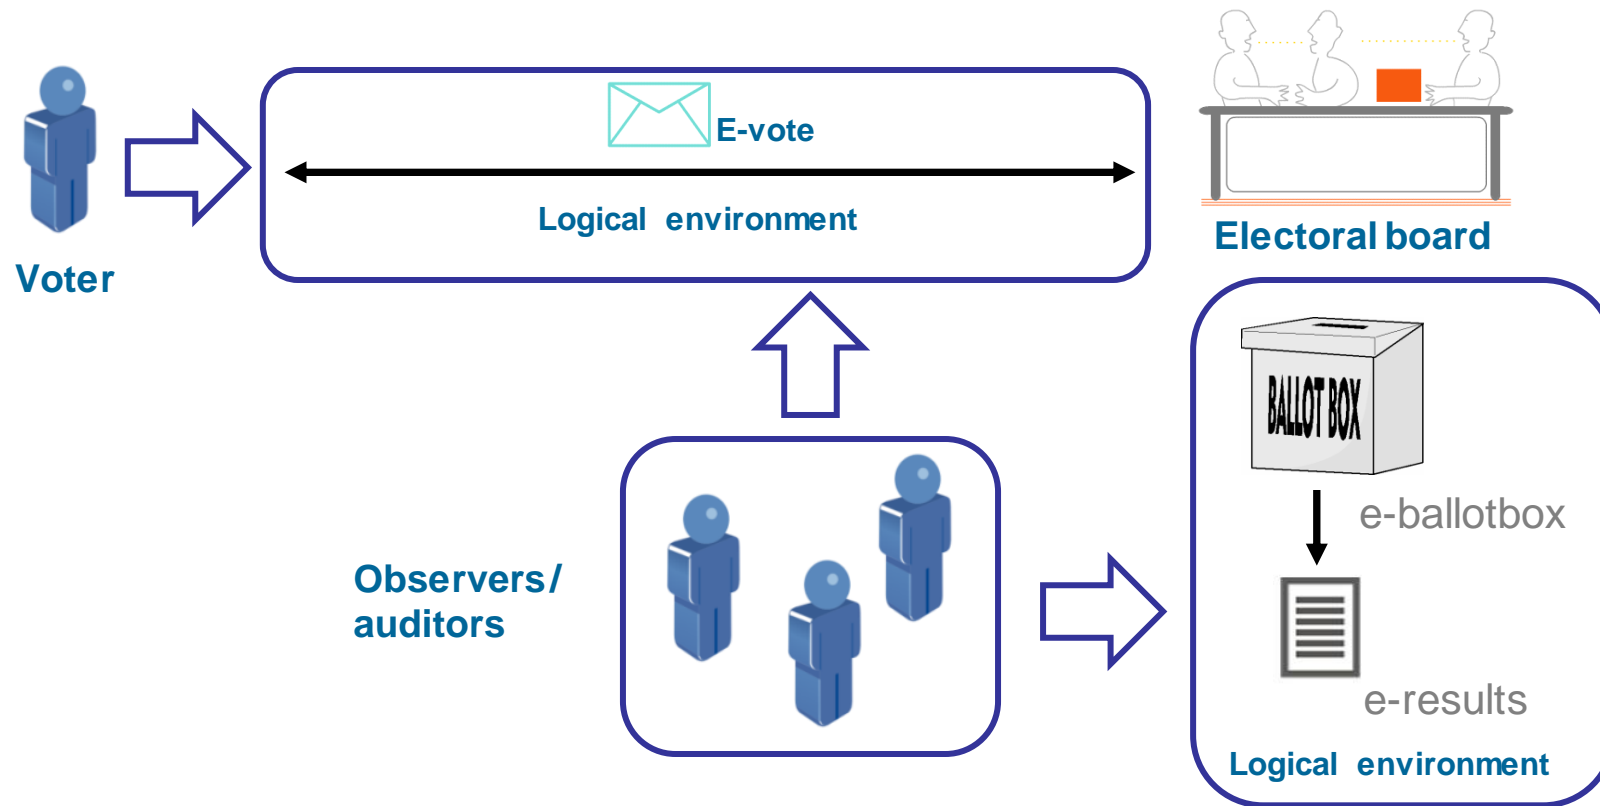 E-vote
Logical environment
Voter
Electoral board
BALLOT BOX
e-ballotbox
Observers/
auditors
e-results
Logical environment